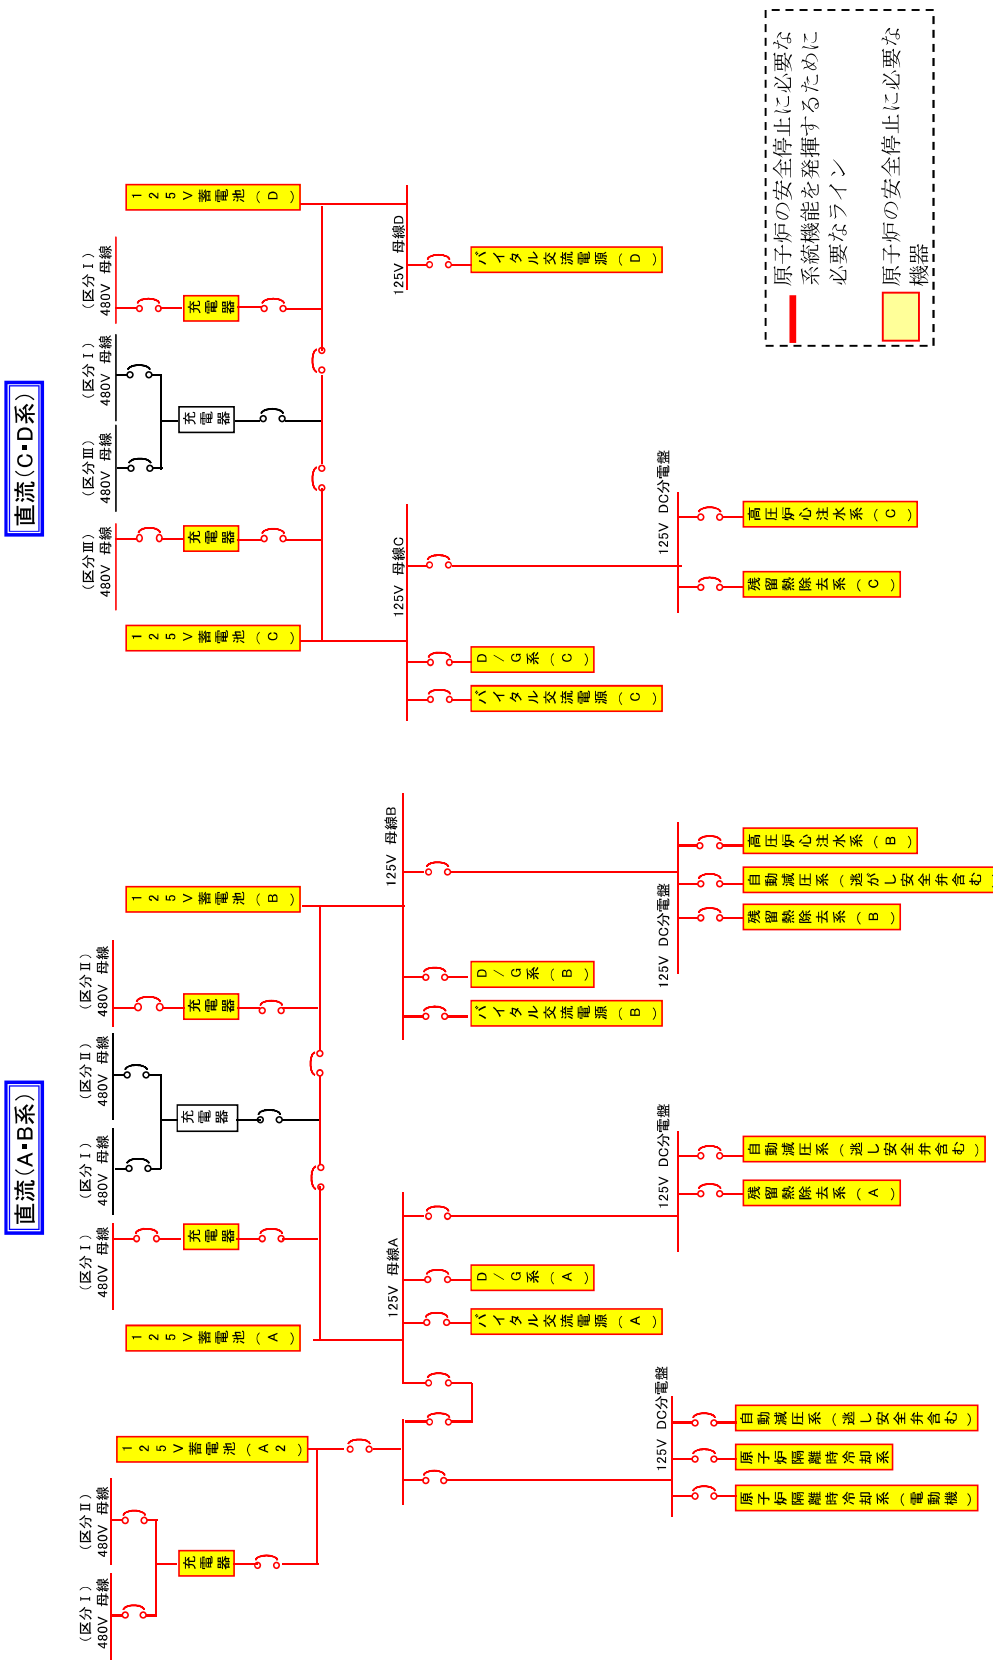 直流(A・B系)
直流(C・D系)
(区分Ⅰ)
480V 母線
(区分Ⅱ)
480V 母線
(区分Ⅰ)
480V 母線
(区分Ⅰ)
480V 母線
(区分Ⅱ)
480V 母線
(区分Ⅱ)
480V 母線
(区分Ⅲ)
480V 母線
(区分Ⅲ)
480V 母線
(区分Ⅰ)
480V 母線
(区分Ⅰ)
480V 母線
充電器
充電器
充電器
充電器
充電器
充電器
充電器
125V蓄電池(A2)
125V蓄電池(A)
125V蓄電池(B)
125V蓄電池(C)
125V蓄電池(D)
125V 母線A
125V 母線B
125V 母線C
125V 母線D
バイタル交流電源(A)
D/G系(A)
バイタル交流電源(B)
D/G系(B)
バイタル交流電源(C)
D/G系(C)
バイタル交流電源(D)
125V DC分電盤
125V DC分電盤
125V DC分電盤
125V DC分電盤
原子炉隔離時冷却系(電動機)
原子炉隔離時冷却系
自動減圧系(逃し安全弁含む)
残留熱除去系(A)
自動減圧系(逃し安全弁含む)
残留熱除去系(B)
自動減圧系(逃がし安全弁含む)
高圧炉心注水系(B)
残留熱除去系(C)
高圧炉心注水系(C)
原子炉の安全停止に必要な
系統機能を発揮するために
必要なライン
原子炉の安全停止に必要な
機器